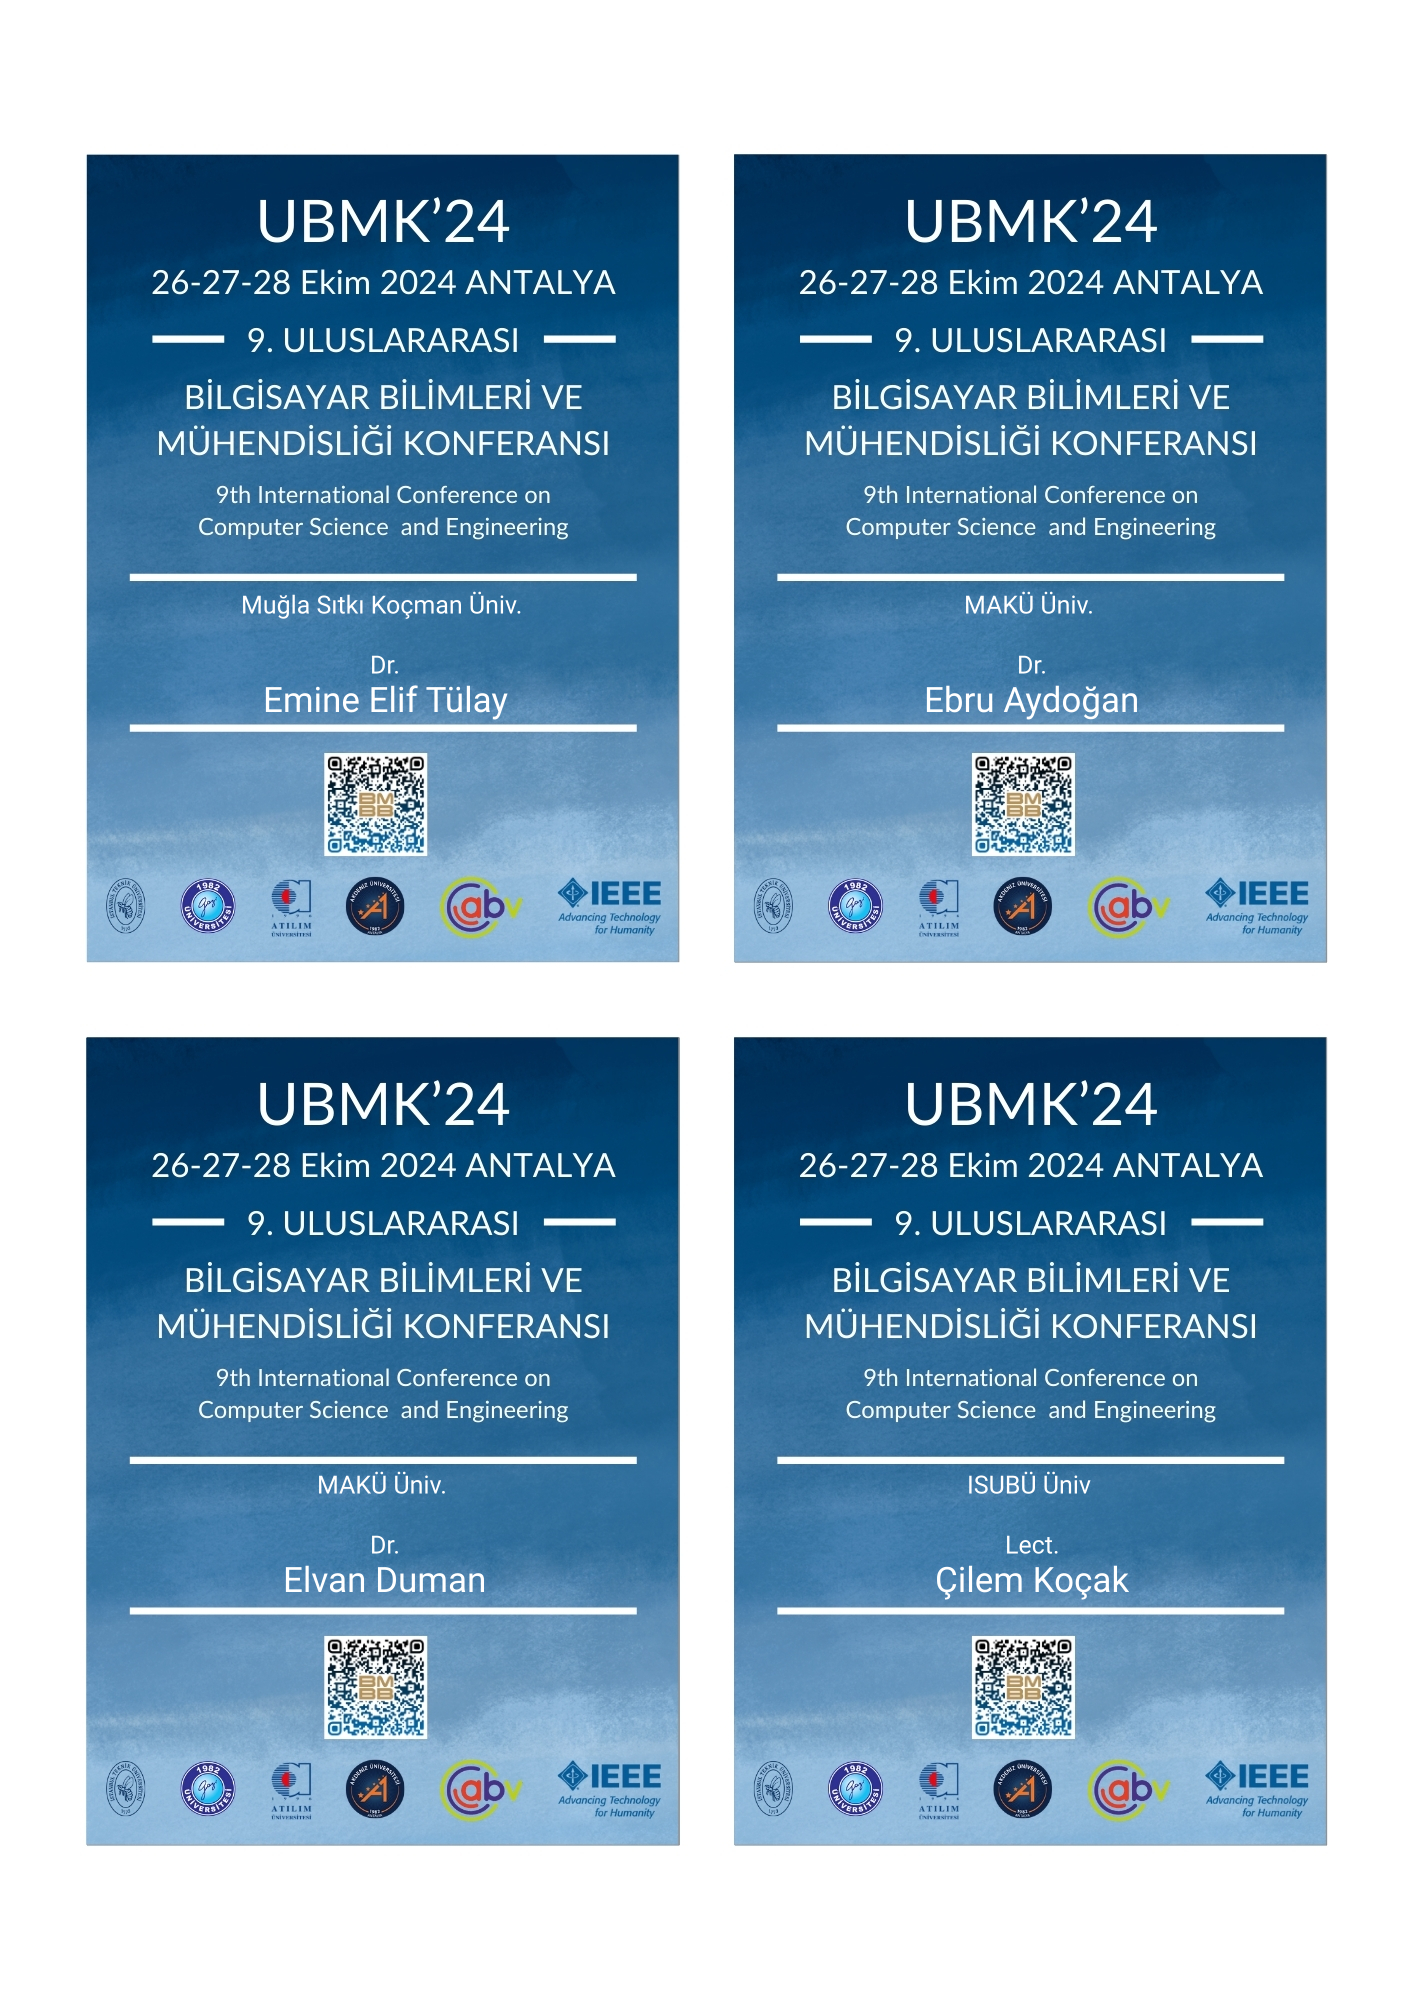 UBMK’24
26-27-28 Ekim 2024 ANTALYA
9. ULUSLARARASI
BİLGİSAYAR BİLİMLERİ VE
MÜHENDİSLİĞİ KONFERANSI
9th International Conference on
Computer Science and Engineering
Muğla Sıtkı Koçman Üniv.
Dr.
Emine Elif Tülay
BMBB
1982
ÜNİVERSİTESİ
ATILIM
ÜNİVERSİTESİ
AKDENİZ ÜNİVERSİTESİ
1982
abv
IEEE
Advancing Technology
for Humanity
UBMK’24
26-27-28 Ekim 2024 ANTALYA
9. ULUSLARARASI
BİLGİSAYAR BİLİMLERİ VE
MÜHENDİSLİĞİ KONFERANSI
9th International Conference on
Computer Science and Engineering
MAKÜ Üniv.
Dr.
Ebru Aydoğan
BMBB
1982
ÜNİVERSİTESİ
ATILIM
ÜNİVERSİTESİ
AKDENİZ ÜNİVERSİTESİ
1982
abv
IEEE
Advancing Technology
for Humanity
UBMK’24
26-27-28 Ekim 2024 ANTALYA
9. ULUSLARARASI
BİLGİSAYAR BİLİMLERİ VE
MÜHENDİSLİĞİ KONFERANSI
9th International Conference on
Computer Science and Engineering
MAKÜ Üniv.
Dr.
Elvan Duman
BMBB
1982
ÜNİVERSİTESİ
ATILIM
ÜNİVERSİTESİ
AKDENİZ ÜNİVERSİTESİ
1982
abv
IEEE
Advancing Technology
for Humanity
UBMK’24
26-27-28 Ekim 2024 ANTALYA
9. ULUSLARARASI
BİLGİSAYAR BİLİMLERİ VE
MÜHENDİSLİĞİ KONFERANSI
9th International Conference on
Computer Science and Engineering
ISUBÜ Üniv
Lect.
Çilem Koçak
BMBB
1982
ÜNİVERSİTESİ
ATILIM
ÜNİVERSİTESİ
AKDENİZ ÜNİVERSİTESİ
1982
abv
IEEE
Advancing Technology
for Humanity